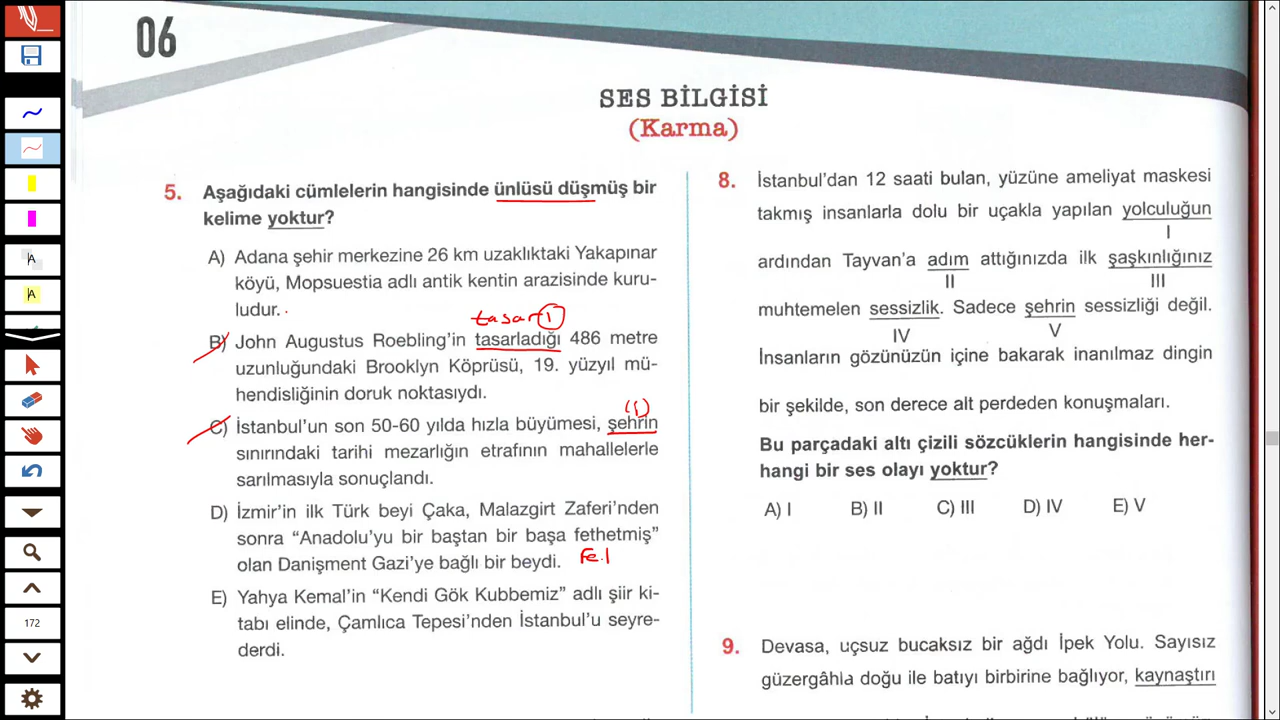 06
SES BİLGİSİ
(Karma)
5. Aşağıdaki cümlelerin hangisinde ünlüsü düşmüş bir
kelime yoktur?
A) Adana şehir merkezine 26 km uzaklıktaki Yakapınar
köyü, Mopsuestia adlı antik kentin arazisinde kuru-
ludur.
tasar ı
B) John Augustus Roebling'in tasarladığı 486 metre
uzunluğundaki Brooklyn Köprüsü, 19. yüzyıl mü-
hendisliğinin doruk noktasıydı.
(i)
C) İstanbul'un son 50-60 yılda hızla büyümesi, şehrin
sınırındaki tarihi mezarlığın etrafının mahallelerle
sarılmasıyla sonuçlandı.
D) İzmir'in ilk Türk beyi Çaka, Malazgirt Zaferi'nden
sonra “Anadolu'yu bir baştan bir başa fethetmiş”
olan Danişment Gazi'ye bağlı bir beydi.
E) Yahya Kemal'in “Kendi Gök Kubbemiz” adlı şiir ki-
tabı elinde, Çamlıca Tepesi'nden İstanbul'u seyre-
derdi.
8. İstanbul'dan 12 saati bulan, yüzüne ameliyat maskesi
takmış insanlarla dolu bir uçakla yapılan yolculuğun
I
ardından Tayvan'a adım attığınızda ilk şaşkınlığınız
II III
muhtemelen sessizlik. Sadece şehrin sessizliği değil.
IV V
İnsanların gözünüzün içine bakarak inanılmaz dingin
bir şekilde, son derece alt perdeden konuşmaları.
Bu parçadaki altı çizili sözcüklerin hangisinde her-
hangi bir ses olayı yoktur?
A) I B) II C) III D) IV E) V
9. Devasa, uçsuz bucaksız bir ağdı İpek Yolu. Sayısız
güzergâhla doğu ile batıyı birbirine bağlıyor, kaynaştırı
A
A
172